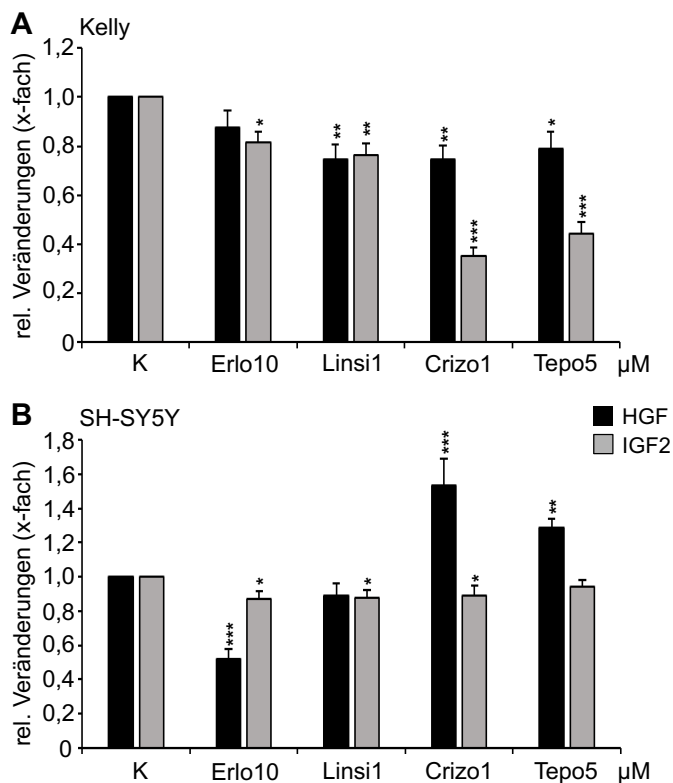 A
Kelly
rel. Veränderungen (x-fach)
1,2
1,0
0,8
0,6
0,4
0,2
0
* ** ** ** *** * ***
K Erlo10 Linsi1 Crizo1 Tepo5 µM
B
SH-SY5Y
HGF
IGF2
rel. Veränderungen (x-fach)
1,8
1,6
1,4
1,2
1,0
0,8
0,6
0,4
0,2
0
*** * * *** * **
K Erlo10 Linsi1 Crizo1 Tepo5 µM